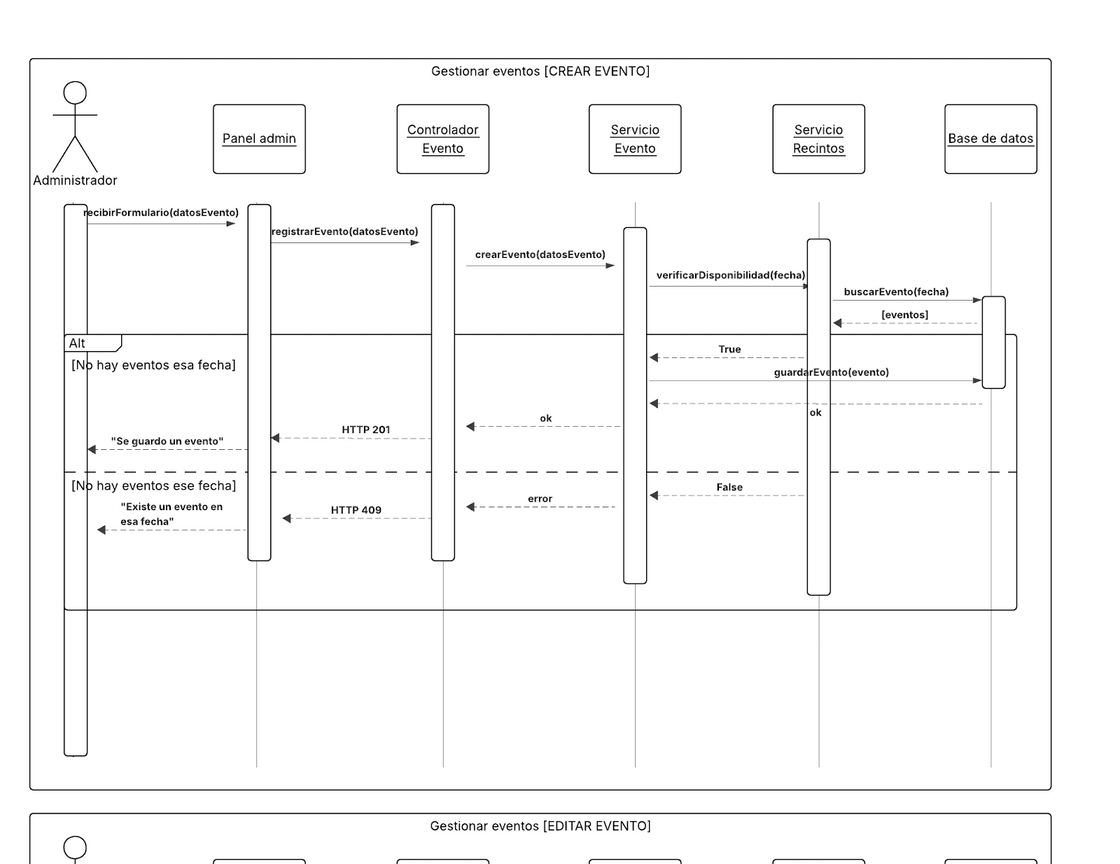 Gestionar eventos [CREAR EVENTO]
Administrador
Panel admin
Controlador
Evento
Servicio
Evento
Servicio
Recintos
Base de datos
recibirFormulario(datosEvento)
registrarEvento(datosEvento)
crearEvento(datosEvento)
verificarDisponibilidad(fecha)
buscarEvento(fecha)
[eventos]
Alt
[No hay eventos esa fecha]
True
guardarEvento(evento)
ok
ok
HTTP 201
"Se guardo un evento"
[No hay eventos ese fecha]
False
error
"Existe un evento en
esa fecha"
HTTP 409
Gestionar eventos [EDITAR EVENTO]